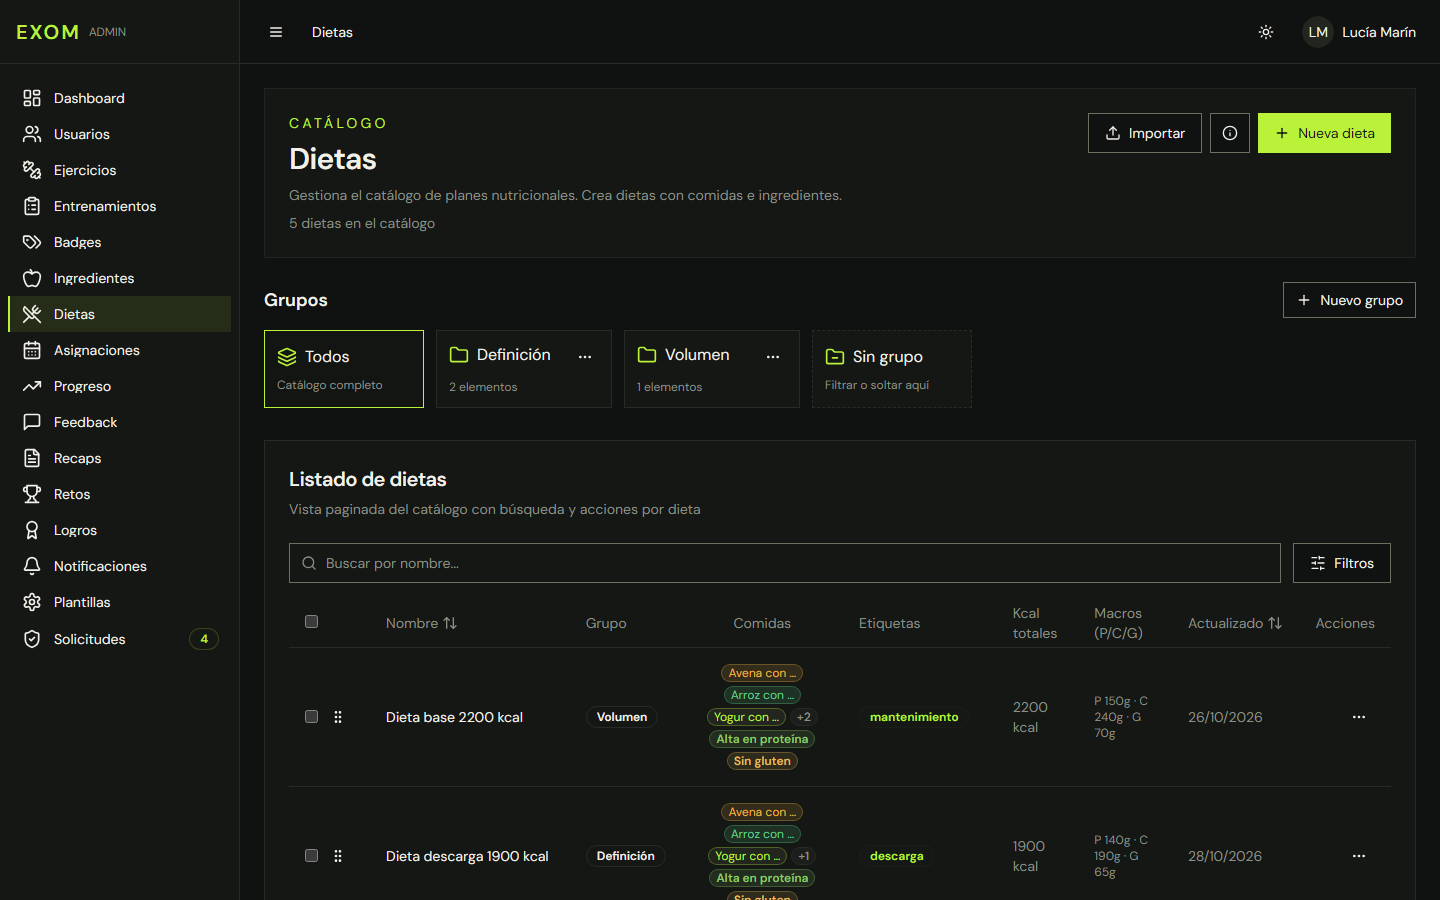 EXOM ADMIN
Dietas
LM Lucía Marín
Dashboard
Usuarios
Ejercicios
Entrenamientos
Badges
Ingredientes
Dietas
Asignaciones
Progreso
Feedback
Recaps
Retos
Logros
Notificaciones
Plantillas
Solicitudes 4
CATÁLOGO
Dietas
Gestiona el catálogo de planes nutricionales. Crea dietas con comidas e ingredientes.
5 dietas en el catálogo
Importar
Nueva dieta
Grupos
Nuevo grupo
Todos
Catálogo completo
Definición
2 elementos
Volumen
1 elementos
Sin grupo
Filtrar o soltar aquí
Listado de dietas
Vista paginada del catálogo con búsqueda y acciones por dieta
Buscar por nombre...
Filtros
Nombre
Grupo
Comidas
Etiquetas
Kcal
totales
Macros
(P/C/G)
Actualizado
Acciones
Dieta base 2200 kcal
Volumen
Avena con ...
Arroz con ...
Yogur con ... +2
Alta en proteína
Sin gluten
mantenimiento
2200
kcal
P 150g · C
240g · G
70g
26/10/2026
Dieta descarga 1900 kcal
Definición
Avena con ...
Arroz con ...
Yogur con ... +1
Alta en proteína
Sin gluten
descarga
1900
kcal
P 140g · C
190g · G
65g
28/10/2026